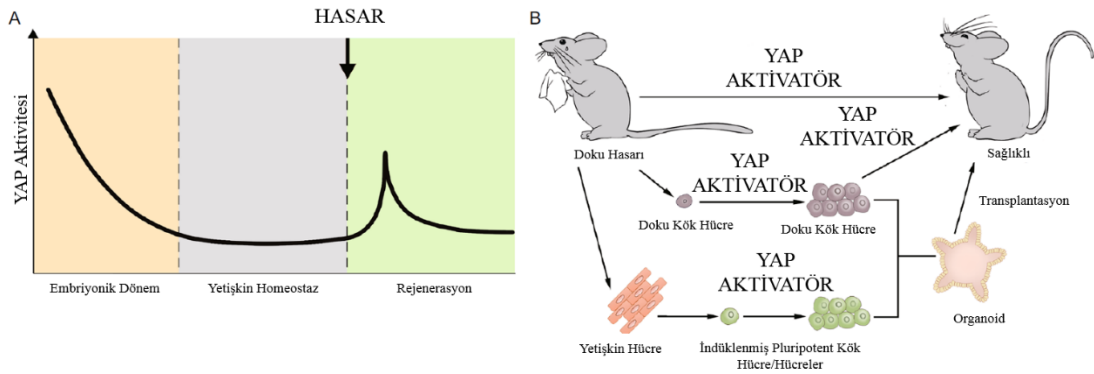 A
HASAR
YAP Aktivitesi
Embriyonik Dönem
Yetişkin Homeostaz
Rejenerasyon
B
YAP
AKTİVATÖR
YAP
AKTİVATÖR
Doku Hasarı
Sağlıklı
YAP
AKTİVATÖR
Doku Kök Hücre
Doku Kök Hücre
Transplantasyon
YAP
AKTİVATÖR
Organoid
Yetişkin Hücre
İndüklenmiş Pluripotent Kök
Hücre/Hücreler